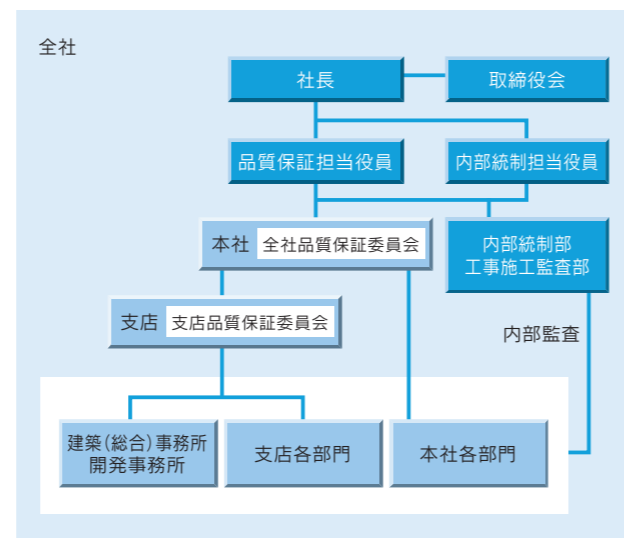 全社
社長
取締役会
品質保証担当役員
内部統制担当役員
本社 全社品質保証委員会
内部統制部
工事施工監査部
支店 支店品質保証委員会
内部監査
建築(総合)事務所
開発事務所
支店各部門
本社各部門